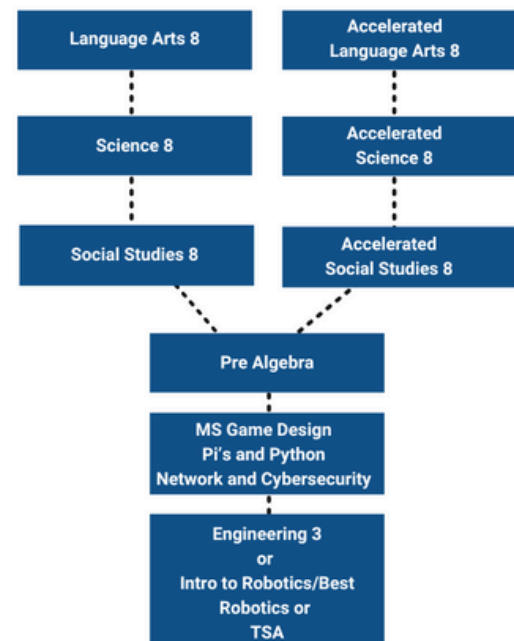 Language Arts 8
Accelerated
Language Arts 8
Science 8
Accelerated
Science 8
Social Studies 8
Accelerated
Social Studies 8
Pre Algebra
MS Game Design
Pi's and Python
Network and Cybersecurity
Engineering 3
or
Intro to Robotics/Best
Robotics or
TSA